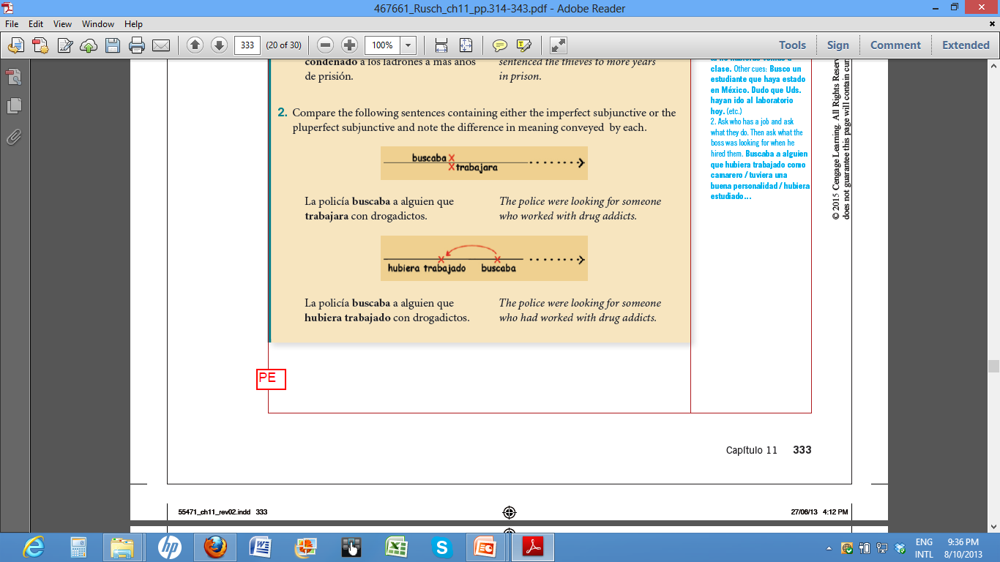 467661_Rusch_ch11_pp.314-343.pdf - Adobe Reader
File Edit View Window Help
333 (20 of 30) 100% Tools Sign Comment Extended
condenado a los ladrones a más años
de prisión.
sentenced the thieves to more years
in prison.
2. Compare the following sentences containing either the imperfect subjunctive or the
pluperfect subjunctive and note the difference in meaning conveyed by each.
buscaba X
X trabajara
La policía buscaba a alguien que
trabajara con drogadictos.
The police were looking for someone
who worked with drug addicts.
X X
hubiera trabajado buscaba
La policía buscaba a alguien que
hubiera trabajado con drogadictos.
The police were looking for someone
who had worked with drug addicts.
clase. Other cues: Busco un
estudiante que haya estado
en México. Dudo que Uds.
hayan ido al laboratorio
hoy. (etc.)
2. Ask who has a job and ask
what they do. Then ask what the
boss was looking for when he
hired them. Buscaba a alguien
que hubiera trabajado como
camarero / tuviera una
buena personalidad / hubiera
estudiado...
© 2015 Cengage Learning. All Rights Reserv
does not guarantee this page will contain cur
PE
Capítulo 11 333
55471_ch11_rev02.indd 333 27/06/13 4:12 PM
ENG 9:36 PM
INTL 8/10/2013